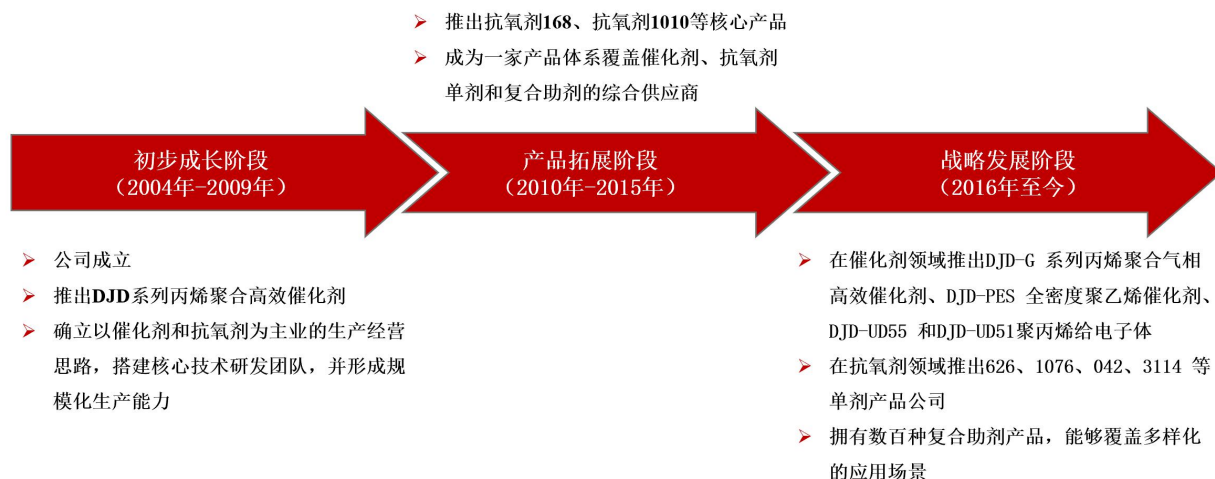 推出抗氧剂168、抗氧剂1010等核心产品
成为一家产品体系覆盖催化剂、抗氧剂
单剂和复合助剂的综合供应商
初步成长阶段
（2004年-2009年）
产品拓展阶段
（2010年-2015年）
战略发展阶段
（2016年至今）
公司成立
推出DJD系列丙烯聚合高效催化剂
确立以催化剂和抗氧剂为主业的生产经营
思路，搭建核心技术研发团队，并形成规
模化生产能力
在催化剂领域推出DJD-G 系列丙烯聚合气相
高效催化剂、DJD-PES 全密度聚乙烯催化剂、
DJD-UD55 和DJD-UD51聚丙烯给电子体
在抗氧剂领域推出626、1076、042、3114 等
单剂产品公司
拥有数百种复合助剂产品，能够覆盖多样化
的应用场景